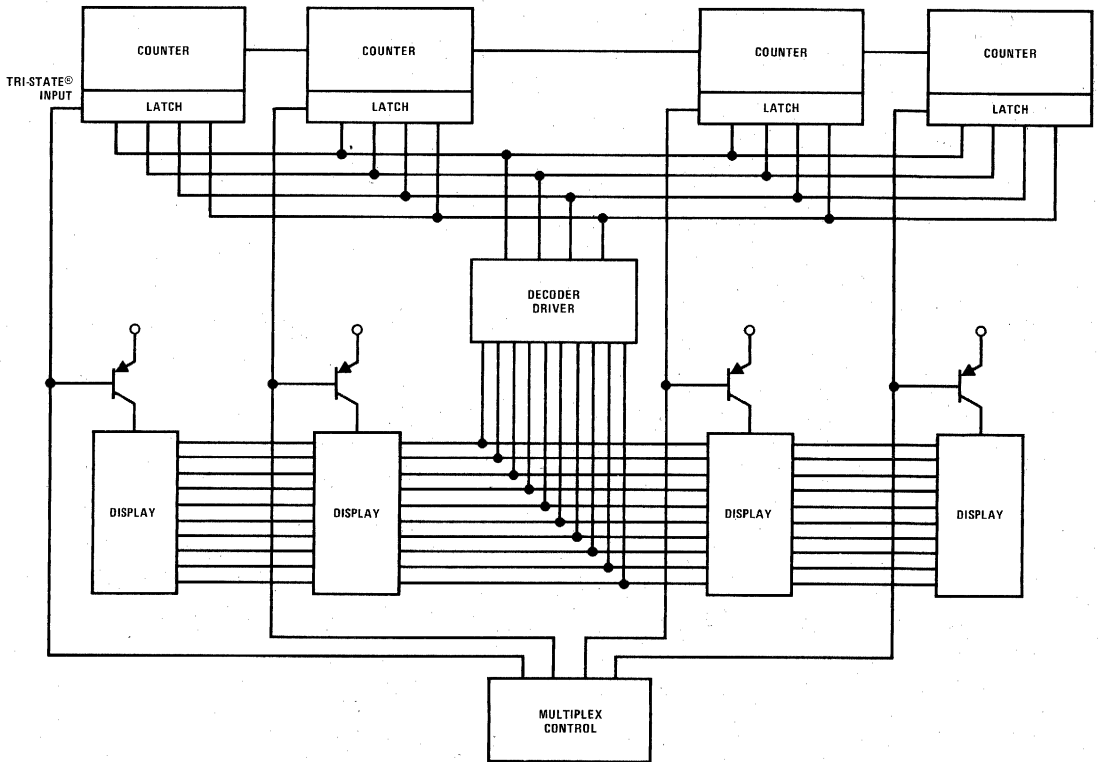 COUNTER
COUNTER
COUNTER
COUNTER
TRI-STATE®
INPUT
LATCH
LATCH
LATCH
LATCH
DECODER
DRIVER
DISPLAY
DISPLAY
DISPLAY
DISPLAY
MULTIPLEX
CONTROL